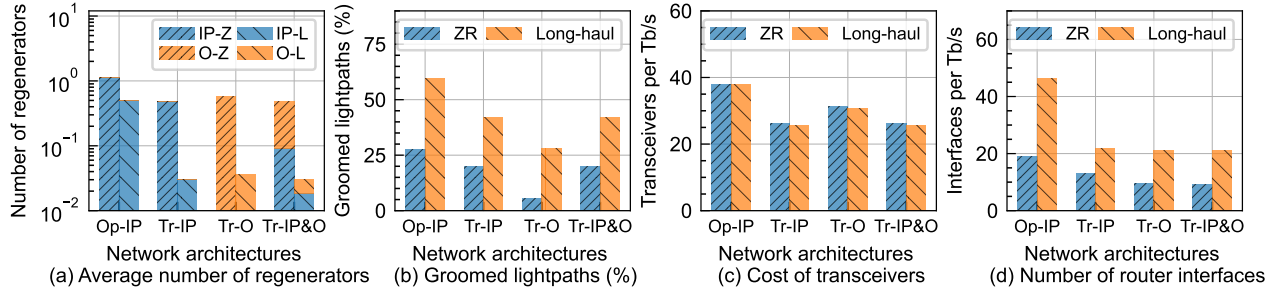 Number of regenerators
10^1
10^0
10^-1
10^-2
IP-Z
IP-L
O-Z
O-L
Op-IP
Tr-IP
Tr-O
Tr-IP&O
Network architectures
(a) Average number of regenerators
Groomed lightpaths (%)
75
50
25
0
ZR
Long-haul
Op-IP
Tr-IP
Tr-O
Tr-IP&O
Network architectures
(b) Groomed lightpaths (%)
Transceivers per Tb/s
60
40
20
0
ZR
Long-haul
Op-IP
Tr-IP
Tr-O
Tr-IP&O
Network architectures
(c) Cost of transceivers
Interfaces per Tb/s
60
40
20
0
ZR
Long-haul
Op-IP
Tr-IP
Tr-O
Tr-IP&O
Network architectures
(d) Number of router interfaces